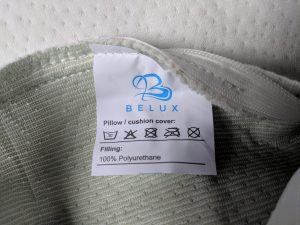 BELUX
Pillow / cushion cover:
Filling:
100% Polyurethane